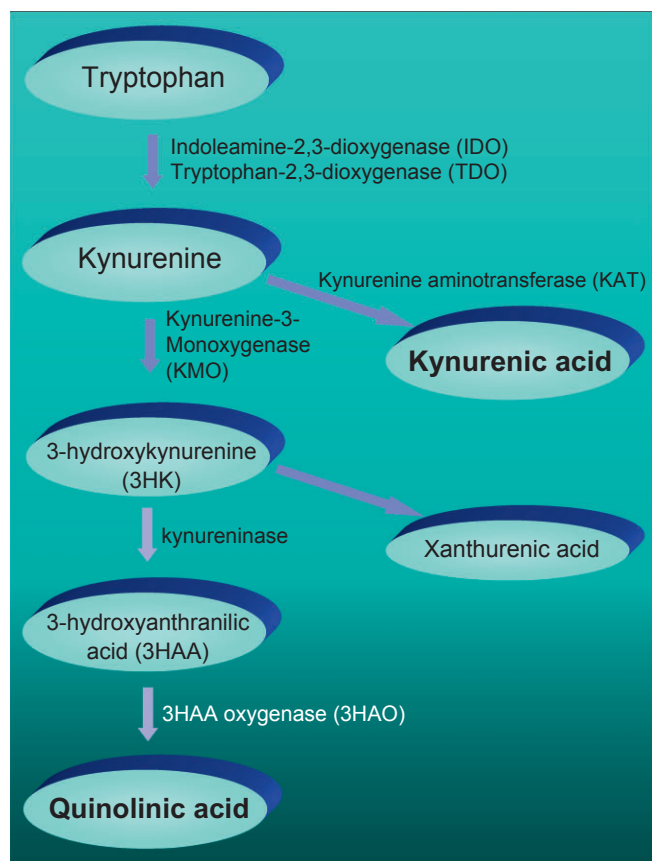 Tryptophan
Indoleamine-2,3-dioxygenase (IDO)
Tryptophan-2,3-dioxygenase (TDO)
Kynurenine
Kynurenine aminotransferase (KAT)
Kynurenine-3-
Monoxygenase
(KMO)
Kynurenic acid
3-hydroxykynurenine
(3HK)
kynureninase
Xanthurenic acid
3-hydroxyanthranilic
acid (3HAA)
3HAA oxygenase (3HAO)
Quinolinic acid